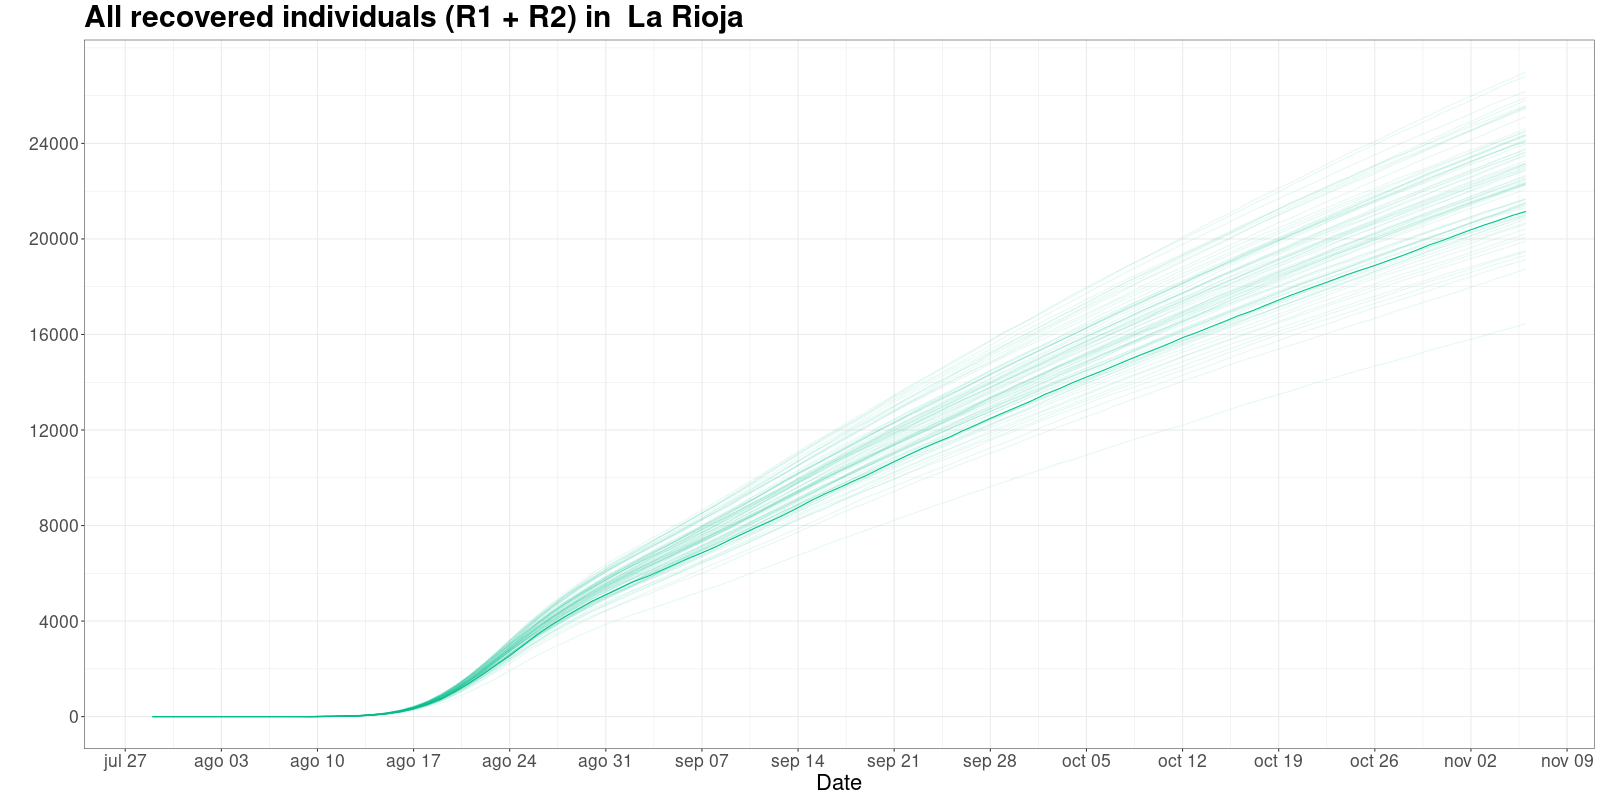 All recovered individuals (R1 + R2) in  La Rioja
24000
20000
16000
12000
8000
4000
0
jul 27 ago 03 ago 10 ago 17 ago 24 ago 31 sep 07 sep 14 sep 21 sep 28 oct 05 oct 12 oct 19 oct 26 nov 02 nov 09
Date